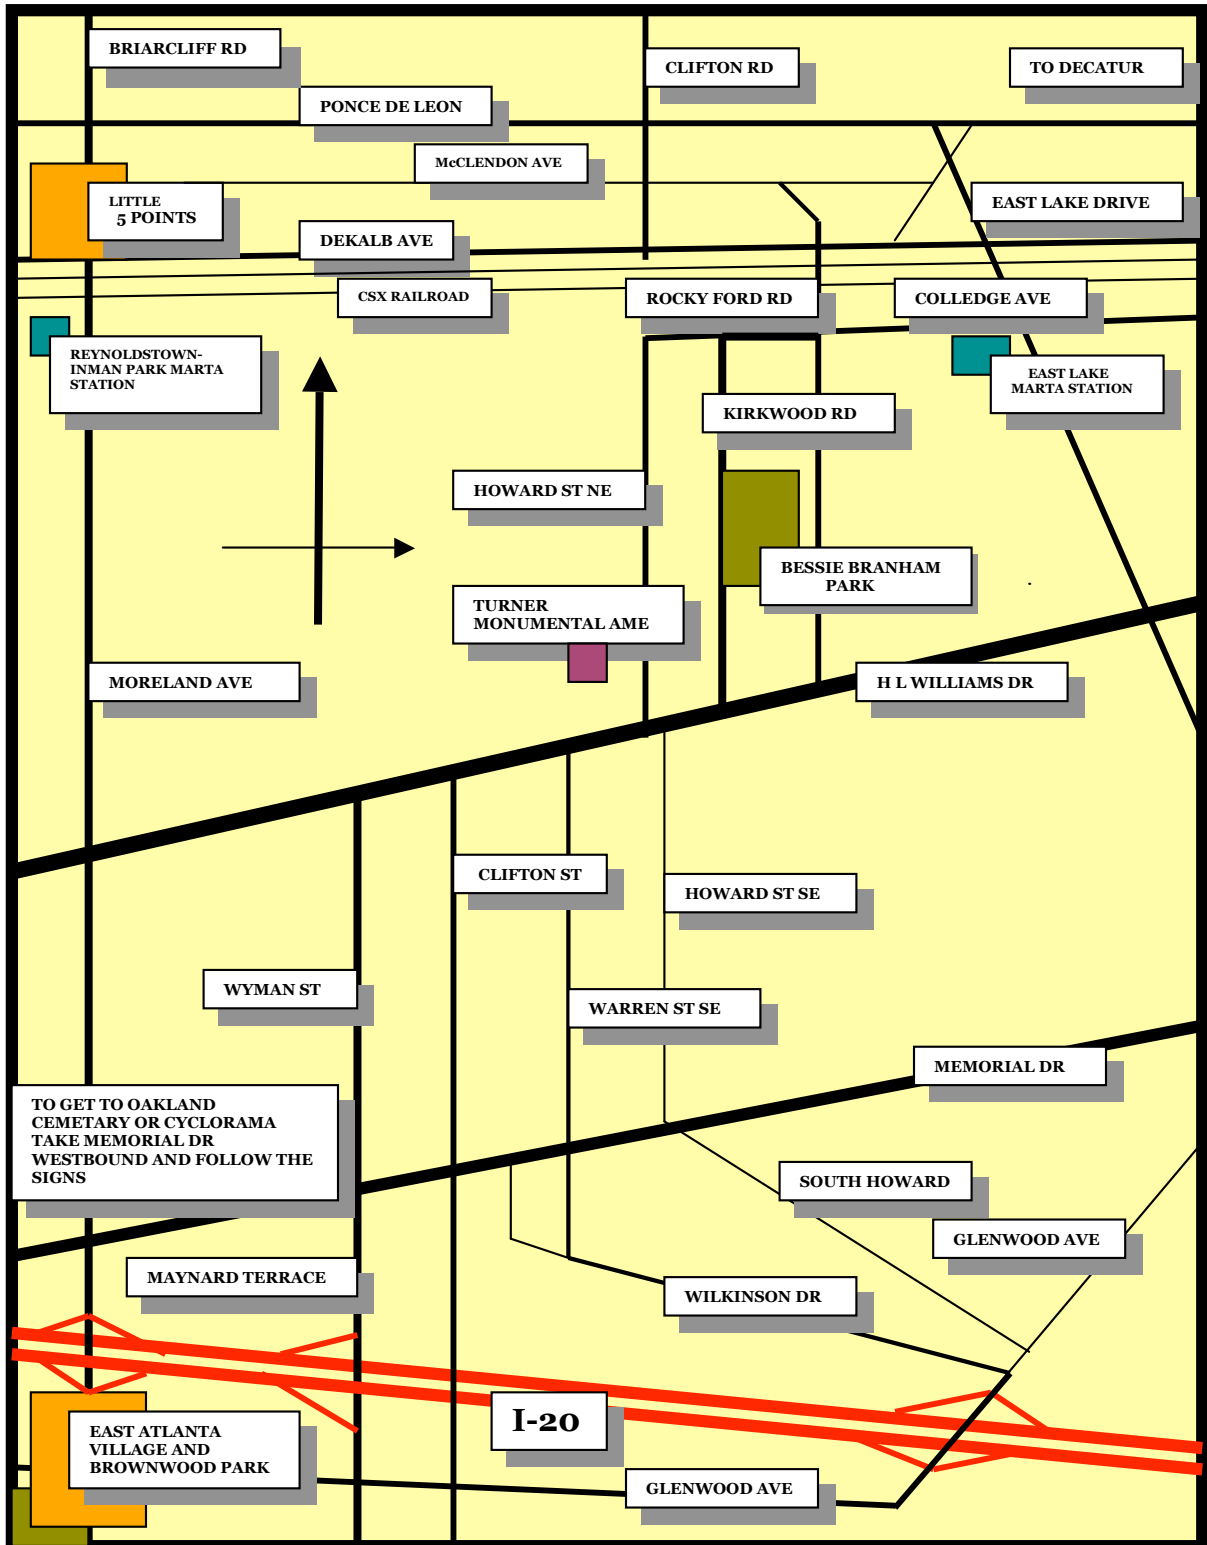 BRIARCLIFF RD
CLIFTON RD
TO DECATUR
PONCE DE LEON
McCLENDON AVE
LITTLE
5 POINTS
EAST LAKE DRIVE
DEKALB AVE
CSX RAILROAD
ROCKY FORD RD
COLLEDGE AVE
REYNOLDSTOWN-
INMAN PARK MARTA
STATION
EAST LAKE
MARTA STATION
KIRKWOOD RD
HOWARD ST NE
BESSIE BRANHAM
PARK
TURNER
MONUMENTAL AME
MORELAND AVE
H L WILLIAMS DR
CLIFTON ST
HOWARD ST SE
WYMAN ST
WARREN ST SE
MEMORIAL DR
TO GET TO OAKLAND
CEMETARY OR CYCLORAMA
TAKE MEMORIAL DR
WESTBOUND AND FOLLOW THE
SIGNS
SOUTH HOWARD
GLENWOOD AVE
MAYNARD TERRACE
WILKINSON DR
I-20
EAST ATLANTA
VILLAGE AND
BROWNWOOD PARK
GLENWOOD AVE